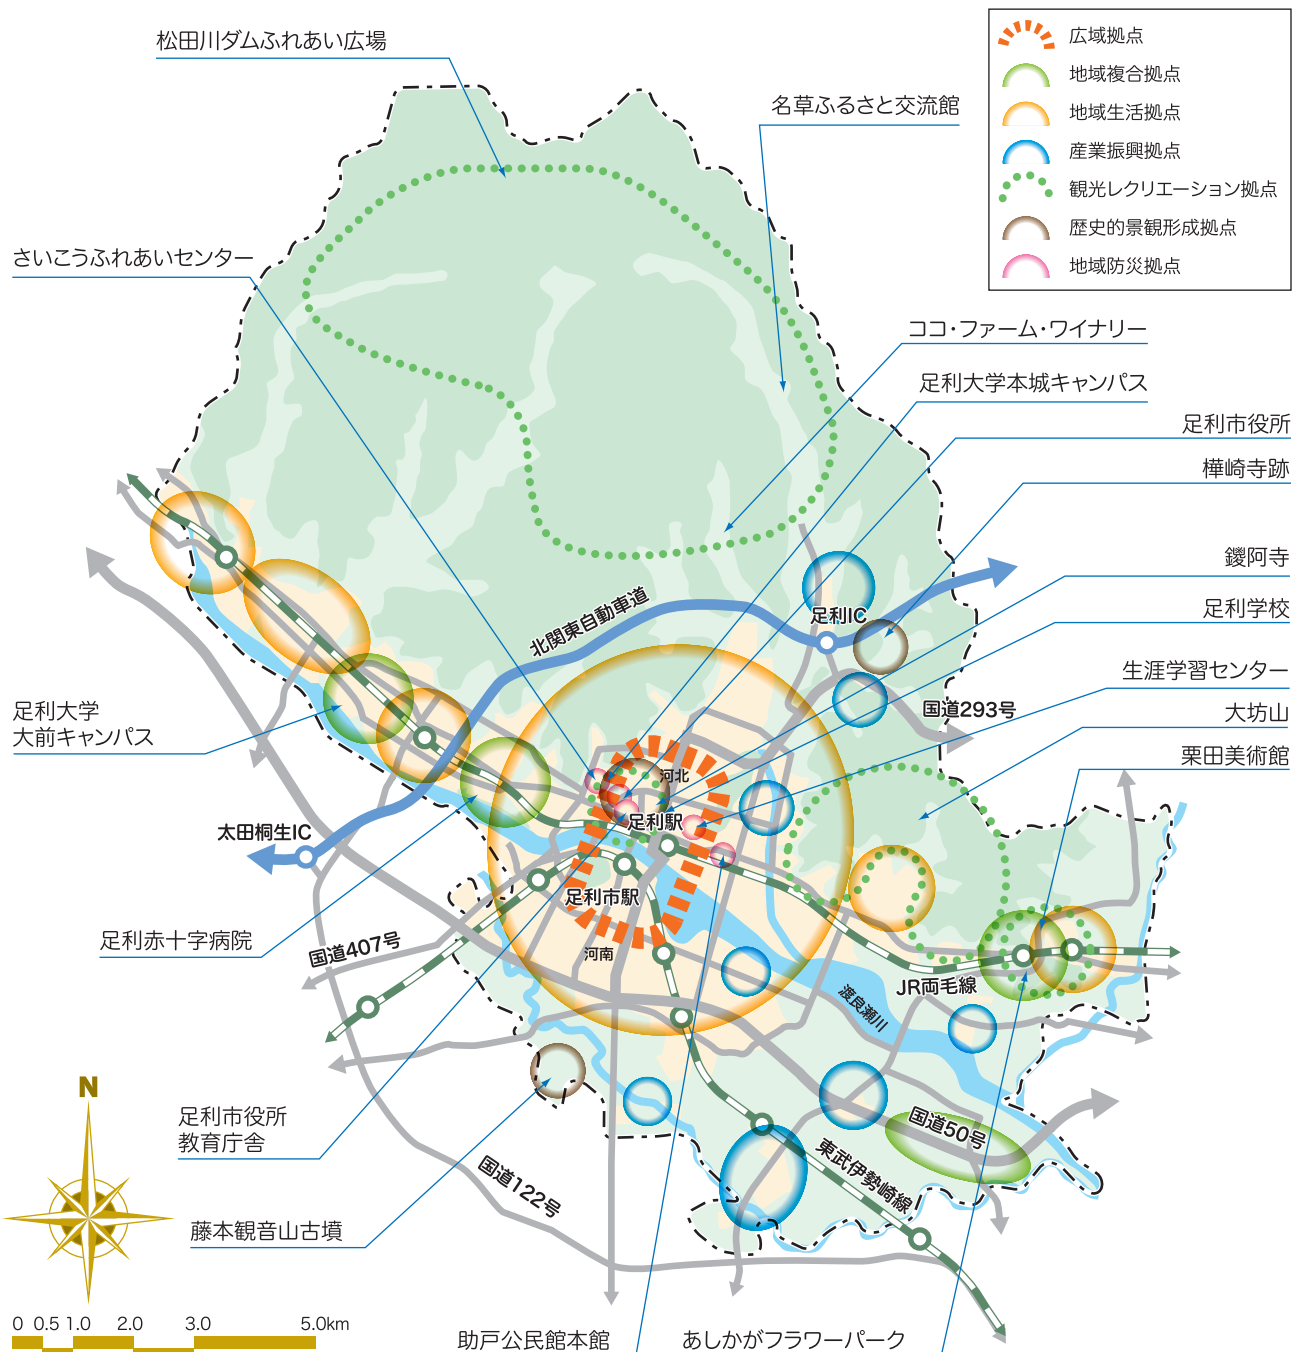 松田川ダムふれあい広場
名草ふるさと交流館
広域拠点
地域複合拠点
地域生活拠点
産業振興拠点
観光レクリエーション拠点
歴史的景観形成拠点
地域防災拠点
さいこうふれあいセンター
ココ・ファーム・ワイナリー
足利大学本城キャンパス
足利市役所
樺崎寺跡
鑁阿寺
足利学校
生涯学習センター
大坊山
栗田美術館
北関東自動車道
足利IC
国道293号
足利大学
大前キャンパス
河北
足利駅
太田桐生IC
足利市駅
足利赤十字病院
国道407号
河南
JR両毛線
渡良瀬川
N
足利市役所
教育庁舎
国道50号
国道122号
東武伊勢崎線
藤本観音山古墳
0 0.5 1.0 2.0 3.0 5.0km
助戸公民館本館
あしかがフラワーパーク